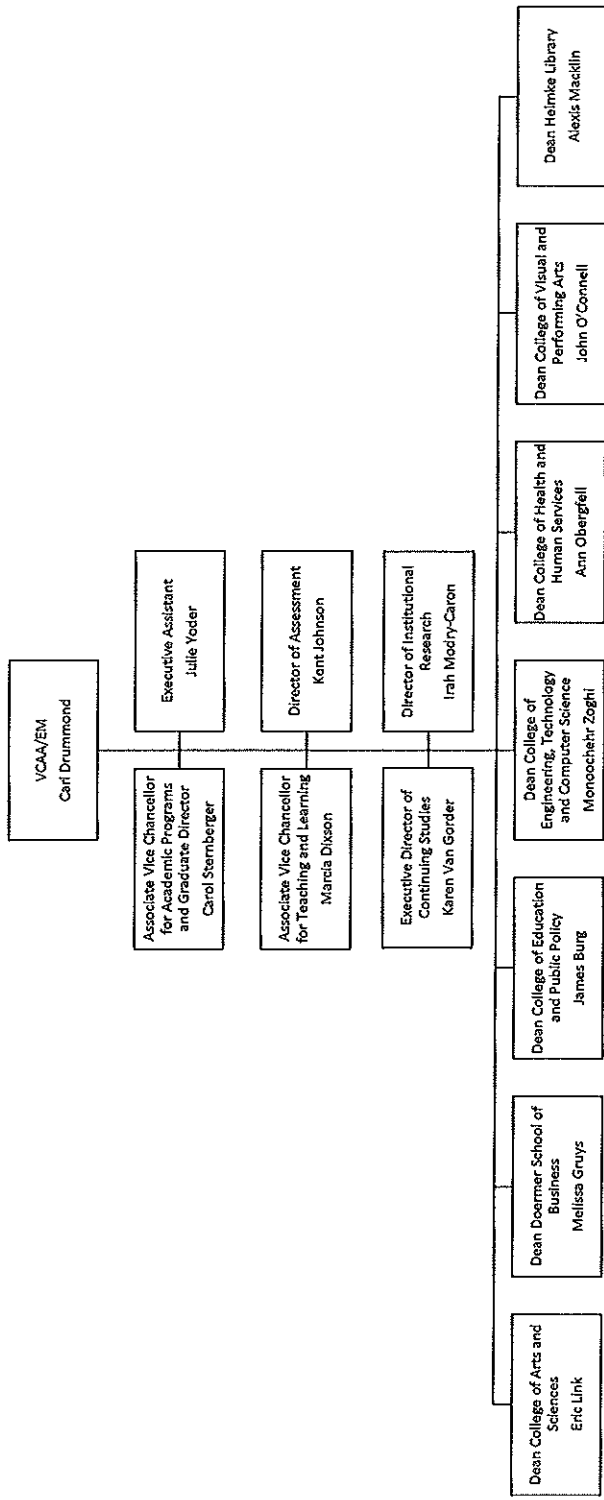 VCAA/EM
Carl Drummond
Associate Vice Chancellor
for Academic Programs
and Graduate Director
Carol Sternberger
Executive Assistant
Julie Yoder
Associate Vice Chancellor
for Teaching and Learning
Marcia Dixson
Director of Assessment
Kent Johnson
Executive Director of
Continuing Studies
Karen Van Gorder
Director of Institutional
Research
Irah Modry-Caron
Dean College of Arts and
Sciences
Eric Link
Dean Doermer School of
Business
Melissa Gruys
Dean College of Education
and Public Policy
James Burg
Dean College of
Engineering, Technology
and Computer Science
Monoochehr Zoghi
Dean College of Health and
Human Services
Ann Obergfell
Dean College of Visual and
Performing Arts
John O'Connell
Dean Helmke Library
Alexis Macklin